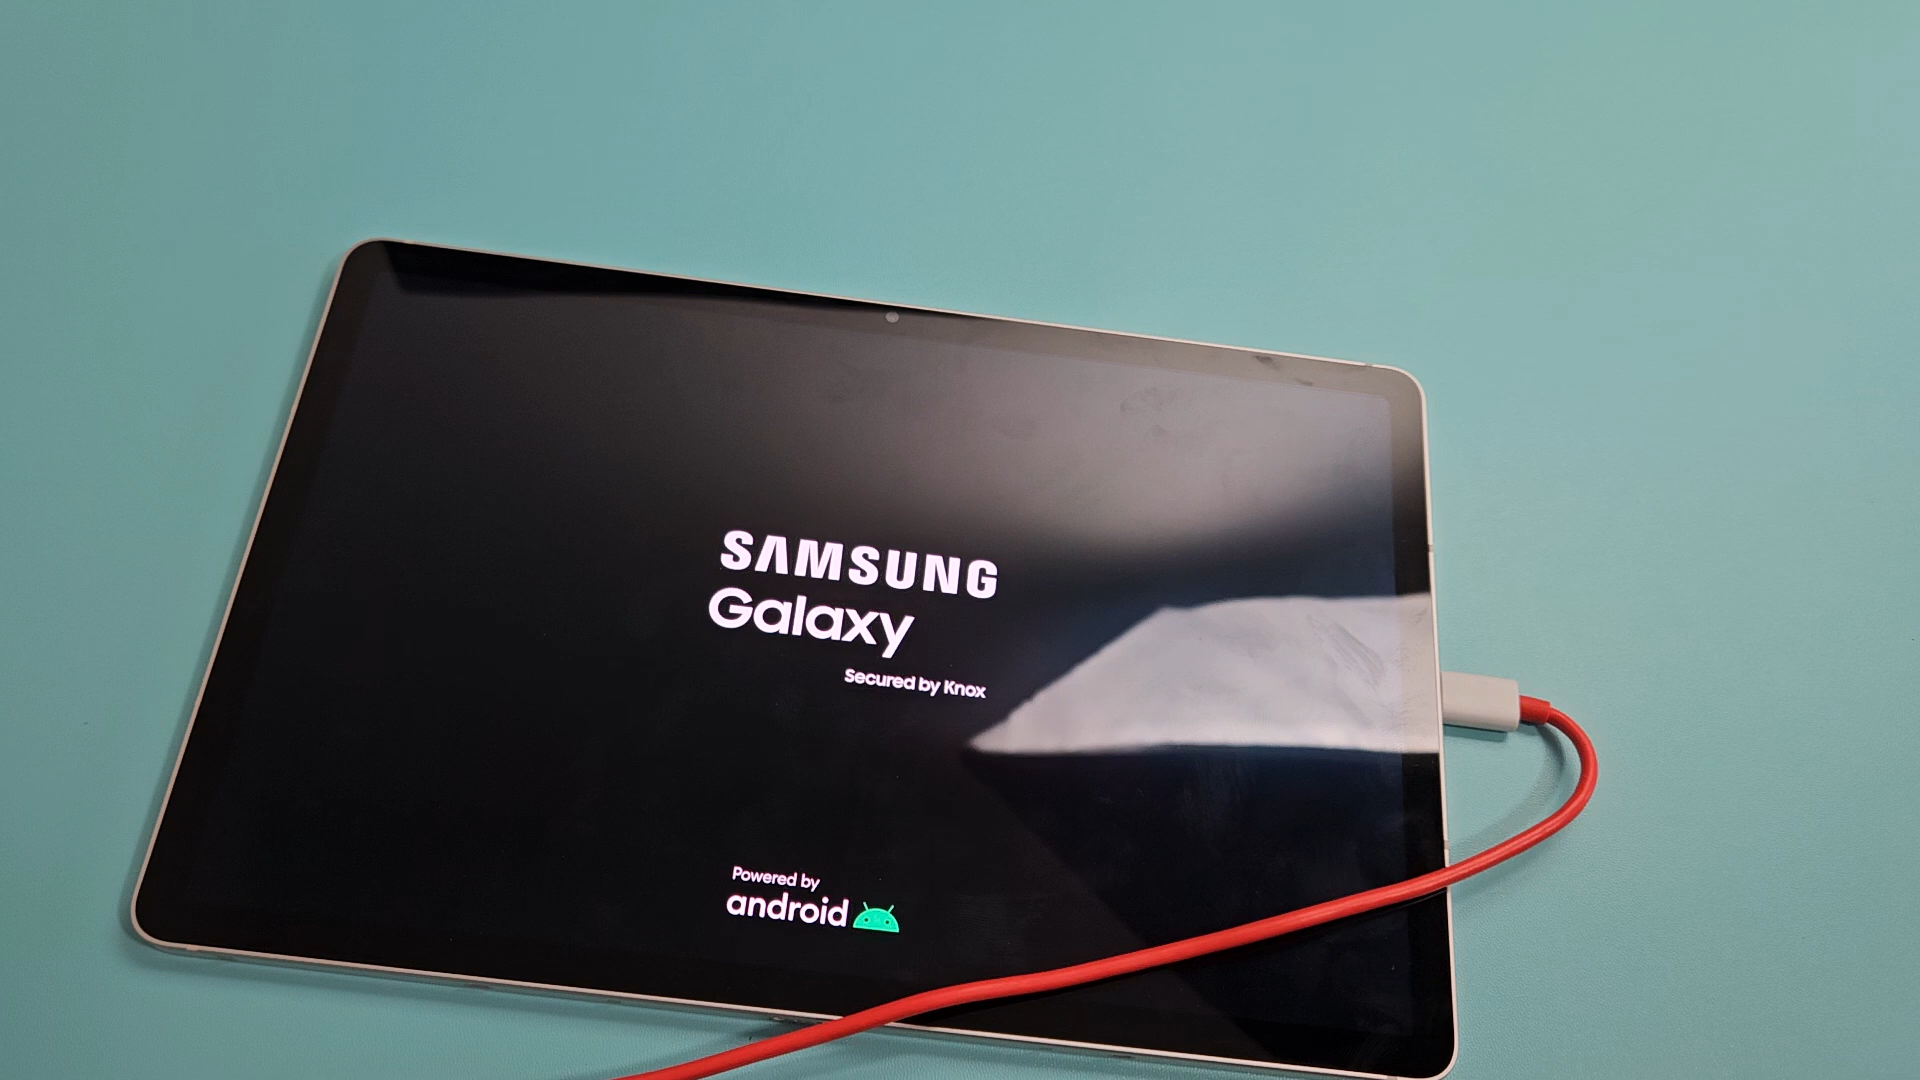 SAMSUNG
Galaxy
Secured by Knox
Powered by
android